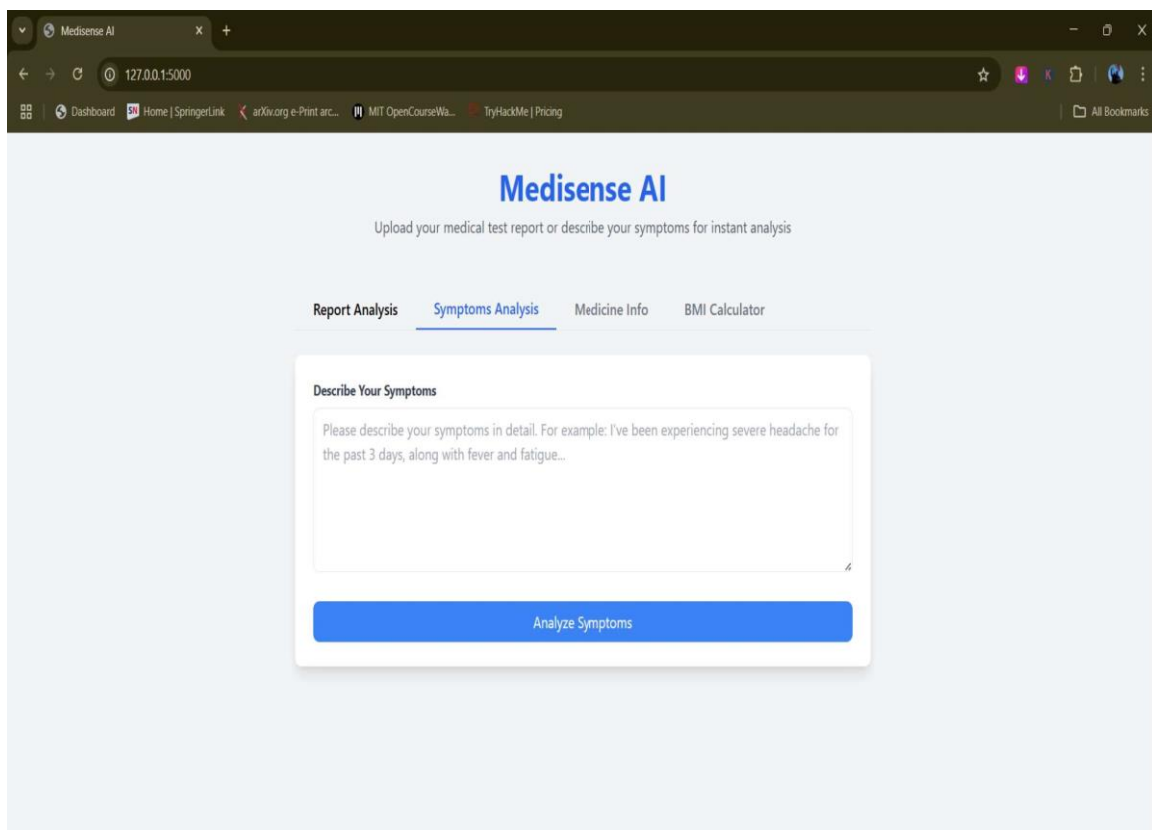 Medisense AI
127.0.0.1:5000
Dashboard SN Home | SpringerLink arXiv.org e-Print arc... MIT OpenCourseWa... TryHackMe | Pricing All Bookmarks
Medisense AI
Upload your medical test report or describe your symptoms for instant analysis
Report Analysis Symptoms Analysis Medicine Info BMI Calculator
Describe Your Symptoms
Please describe your symptoms in detail. For example: I've been experiencing severe headache for
the past 3 days, along with fever and fatigue...
Analyze Symptoms